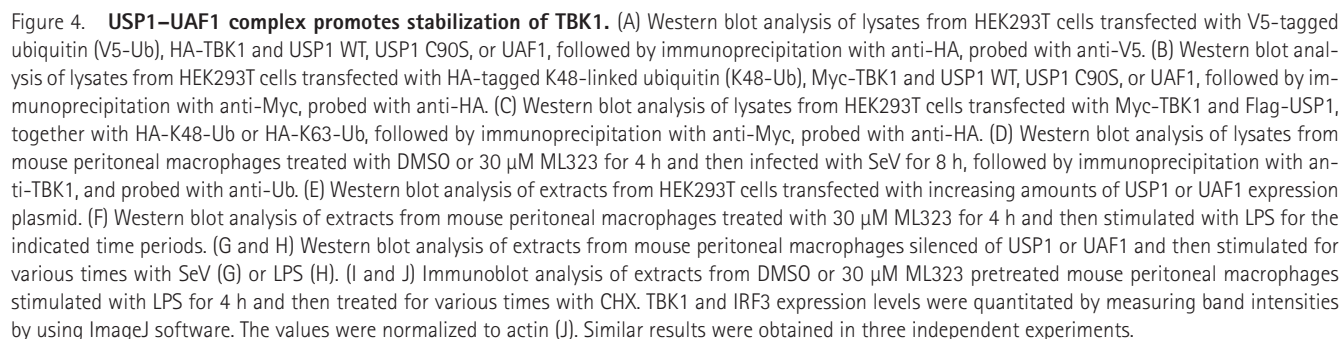 Figure 4. USP1–UAF1 complex promotes stabilization of TBK1. (A) Western blot analysis of lysates from HEK293T cells transfected with V5-tagged
ubiquitin (V5-Ub), HA-TBK1 and USP1 WT, USP1 C90S, or UAF1, followed by immunoprecipitation with anti-HA, probed with anti-V5. (B) Western blot anal-
ysis of lysates from HEK293T cells transfected with HA-tagged K48-linked ubiquitin (K48-Ub), Myc-TBK1 and USP1 WT, USP1 C90S, or UAF1, followed by im-
munoprecipitation with anti-Myc, probed with anti-HA. (C) Western blot analysis of lysates from HEK293T cells transfected with Myc-TBK1 and Flag-USP1,
together with HA-K48-Ub or HA-K63-Ub, followed by immunoprecipitation with anti-Myc, probed with anti-HA. (D) Western blot analysis of lysates from
mouse peritoneal macrophages treated with DMSO or 30 µM ML323 for 4 h and then infected with SeV for 8 h, followed by immunoprecipitation with an-
ti-TBK1, and probed with anti-Ub. (E) Western blot analysis of extracts from HEK293T cells transfected with increasing amounts of USP1 or UAF1 expression
plasmid. (F) Western blot analysis of extracts from mouse peritoneal macrophages treated with 30 µM ML323 for 4 h and then stimulated with LPS for the
indicated time periods. (G and H) Western blot analysis of extracts from mouse peritoneal macrophages silenced of USP1 or UAF1 and then stimulated for
various times with SeV (G) or LPS (H). (I and J) Immunoblot analysis of extracts from DMSO or 30 µM ML323 pretreated mouse peritoneal macrophages
stimulated with LPS for 4 h and then treated for various times with CHX. TBK1 and IRF3 expression levels were quantitated by measuring band intensities
by using ImageJ software. The values were normalized to actin (J). Similar results were obtained in three independent experiments.